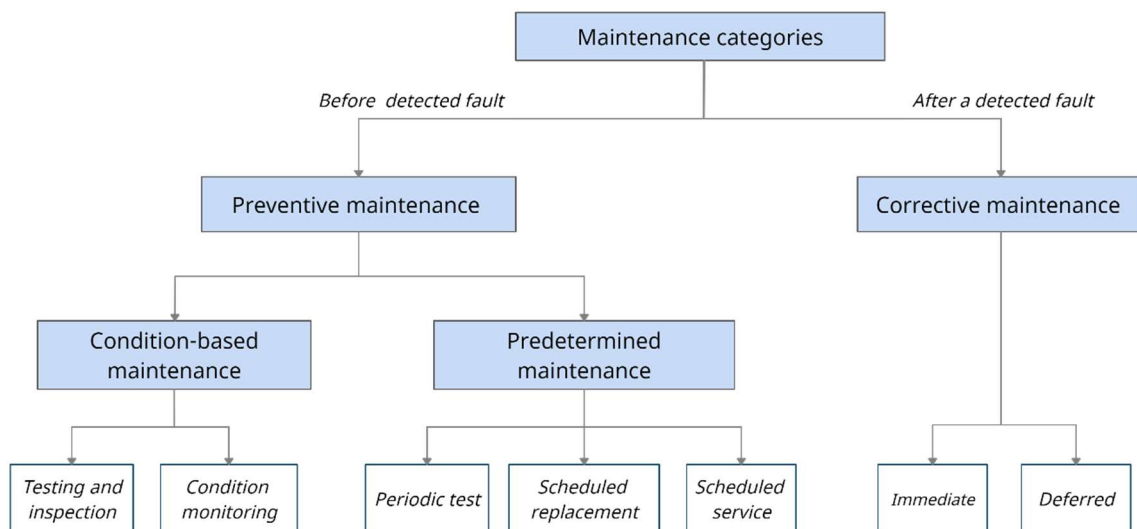 Maintenance categories
Before detected fault
After a detected fault
Preventive maintenance
Corrective maintenance
Condition-based
maintenance
Predetermined
maintenance
Testing and
inspection
Condition
monitoring
Periodic test
Scheduled
replacement
Scheduled
service
Immediate
Deferred